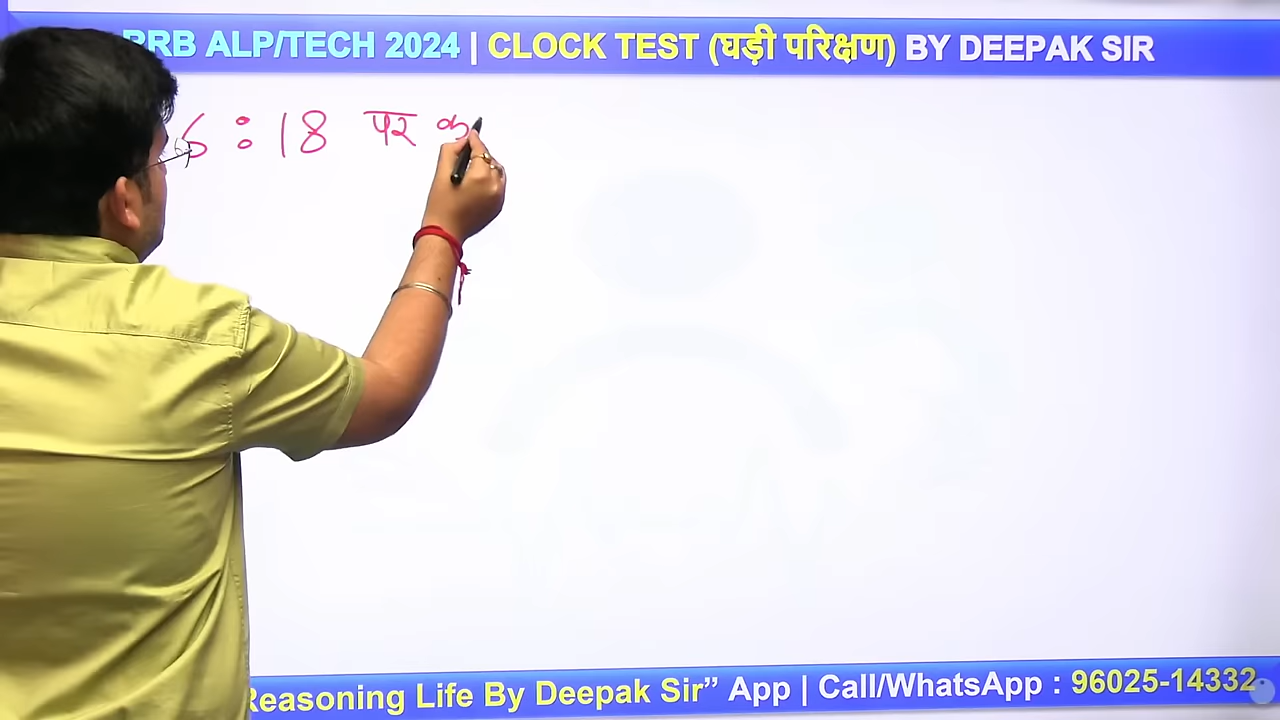 RRB ALP/TECH 2024 | CLOCK TEST (घड़ी परिक्षण) BY DEEPAK SIR
6 : 18 पर
Reasoning Life By Deepak Sir” App | Call/WhatsApp : 96025-14332